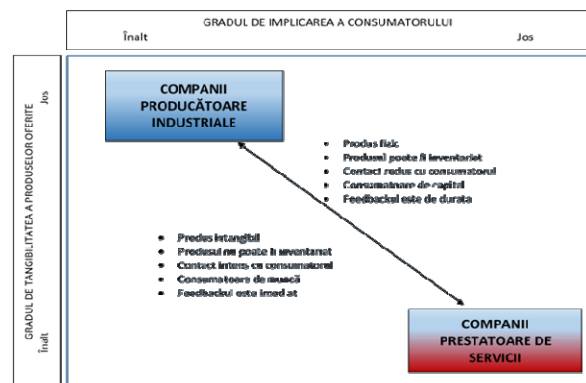 GRADUL DE IMPLICAREA A CONSUMATORULUI
Înalt
Jos
GRADUL DE TANGIBILITATEA A PRODUSELOR OFERITE
Jos
Înalt
COMPANII
PRODUCĂTOARE
INDUSTRIALE
• Produs fizic
• Produsul poate fi inventariat
• Contact redus cu consumatorul
• Consumatoare de capital
• Feedbackul este de durata
• Produs intangibil
• Produsul nu poate fi inventariat
• Contact intens cu consumatorul
• Consumatoare de muncă
• Feedbackul este imediat
COMPANII
PRESTATOARE DE
SERVICII